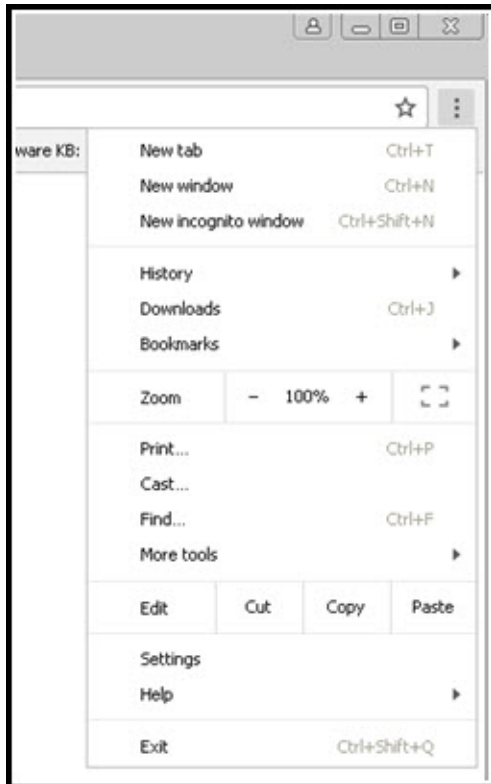 ware KB:
New tab Ctrl+T
New window Ctrl+N
New incognito window Ctrl+Shift+N
History
Downloads Ctrl+J
Bookmarks
Zoom - 100% +
Print... Ctrl+P
Cast...
Find... Ctrl+F
More tools
Edit Cut Copy Paste
Settings
Help
Exit Ctrl+Shift+Q